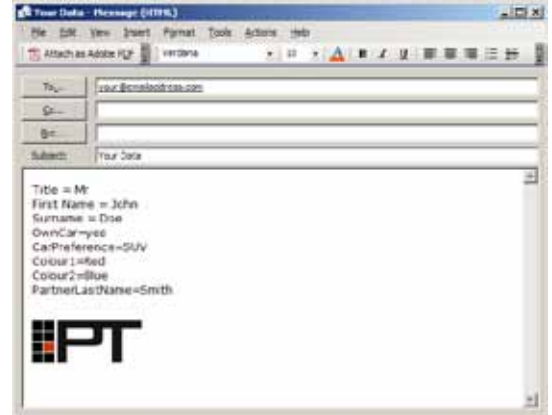 Your Data - Message (HTML)
File Edit View Insert Format Tools Actions Help
Attach as Adobe PDF Verdana 10 A B I U
To...
your@emailaddress.com
Cc...
Bcc...
Subject: Your Data
Title = Mr
First Name = John
Surname = Doe
OwnCar=yes
CarPreference=SUV
Colour1=Red
Colour2=Blue
PartnerLastName=Smith
PT